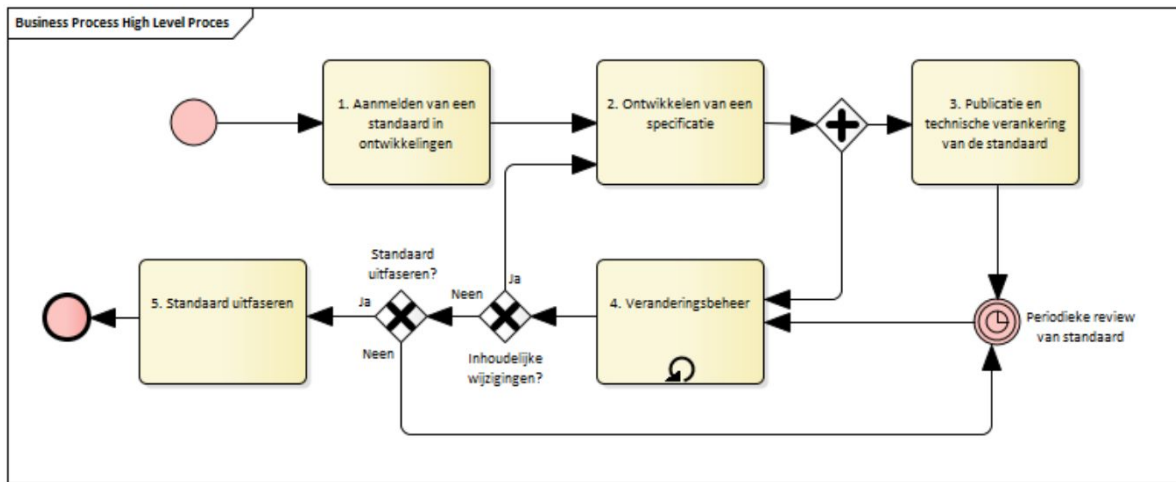 Business Process High Level Proces
1. Aanmelden van een
standaard in
ontwikkelingen
2. Ontwikkelen van een
specificatie
3. Publicatie en
technische verankering
van de standaard
Standaard
uitfaseren?
Ja
Neen
Ja
Neen
Inhoudelijke
wijzigingen?
4. Veranderingsbeheer
5. Standaard uitfaseren
Periodieke review
van standaard